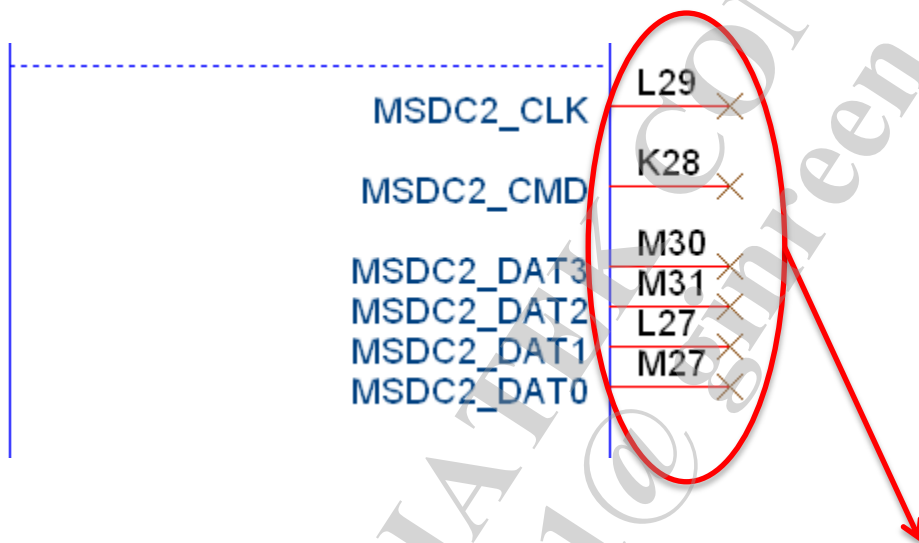 MSDC2_CLK L29
MSDC2_CMD K28
MSDC2_DAT3 M30
MSDC2_DAT2 M31
MSDC2_DAT1 L27
MSDC2_DAT0 M27